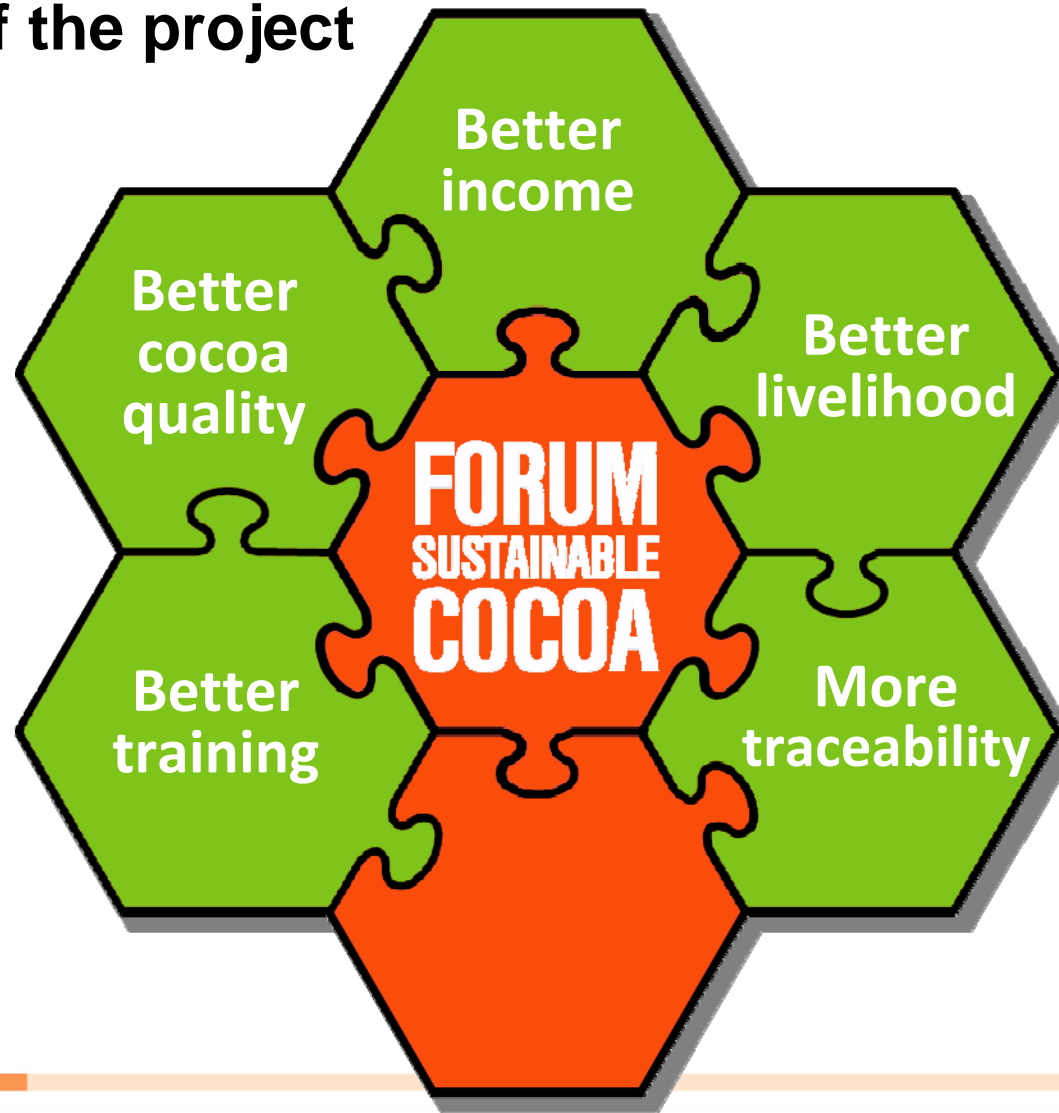 the project
Better
income
Better
cocoa
quality
Better
livelihood
FORUM
SUSTAINABLE
COCOA
Better
training
More
traceability